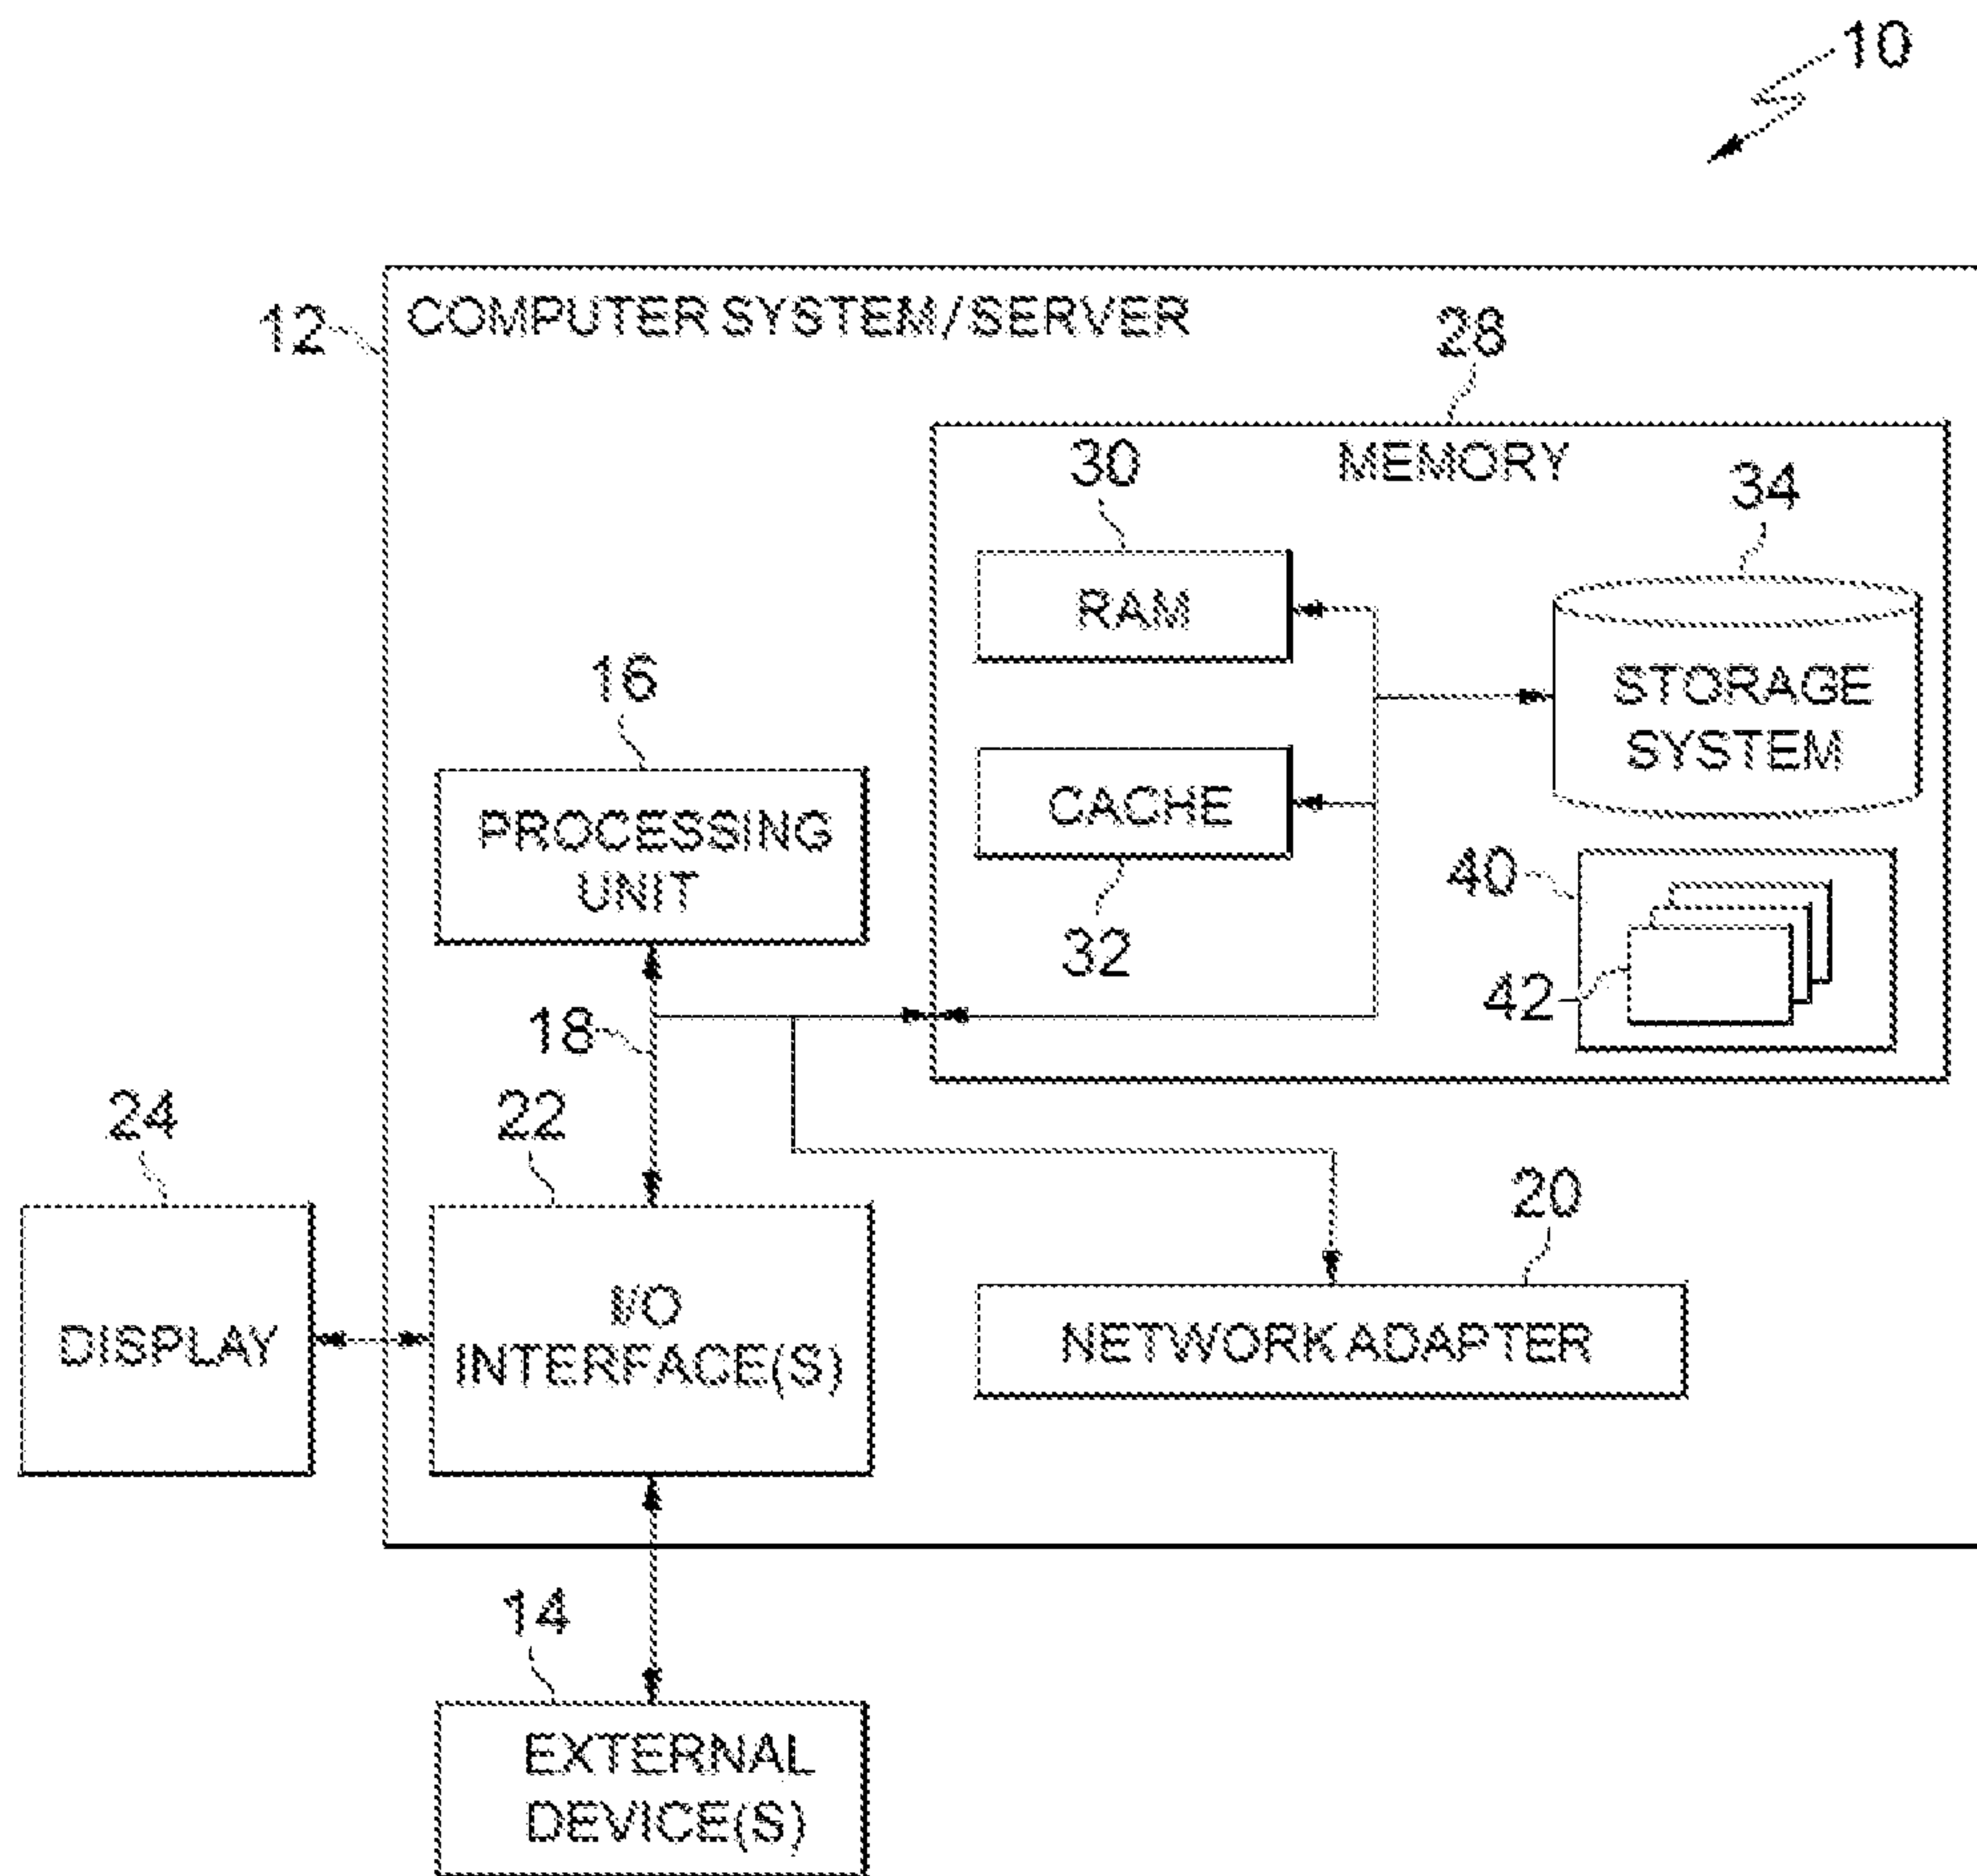 10
12
COMPUTER SYSTEM/SERVER
28
MEMORY
30
34
RAM
STORAGE
SYSTEM
16
CACHE
PROCESSING
UNIT
40
32
42
18
24
22
20
I/O
INTERFACE(S)
DISPLAY
NETWORK ADAPTER
14
EXTERNAL
DEVICE(S)